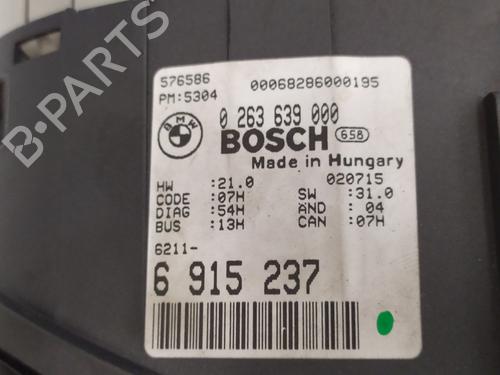 576586 00068286000195
PM:5304
BMW 0 263 639 000
BOSCH 658
Made in Hungary
HW :21.0 020715
CODE :07H SW :31.0
DIAG :54H AND : 04
BUS :13H CAN :07H
6211-
6 915 237
B-PARTS